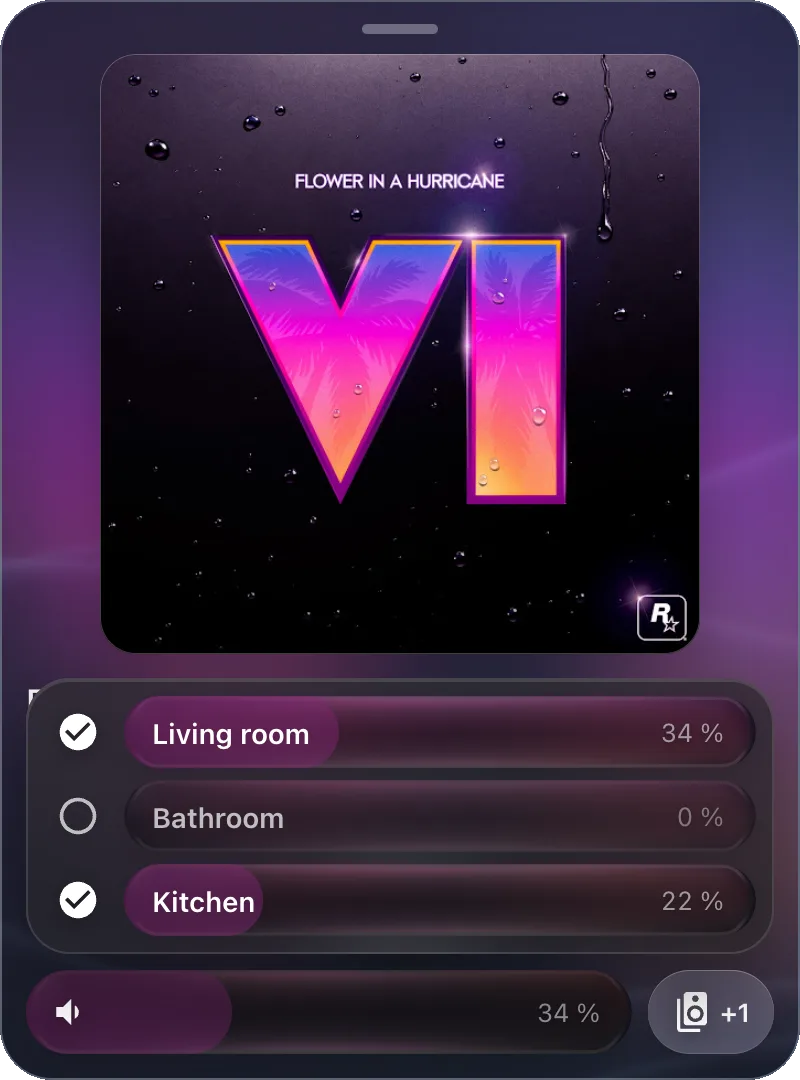 FLOWER IN A HURRICANE
VI
R
Living room 34 %
Bathroom 0 %
Kitchen 22 %
34 % +1